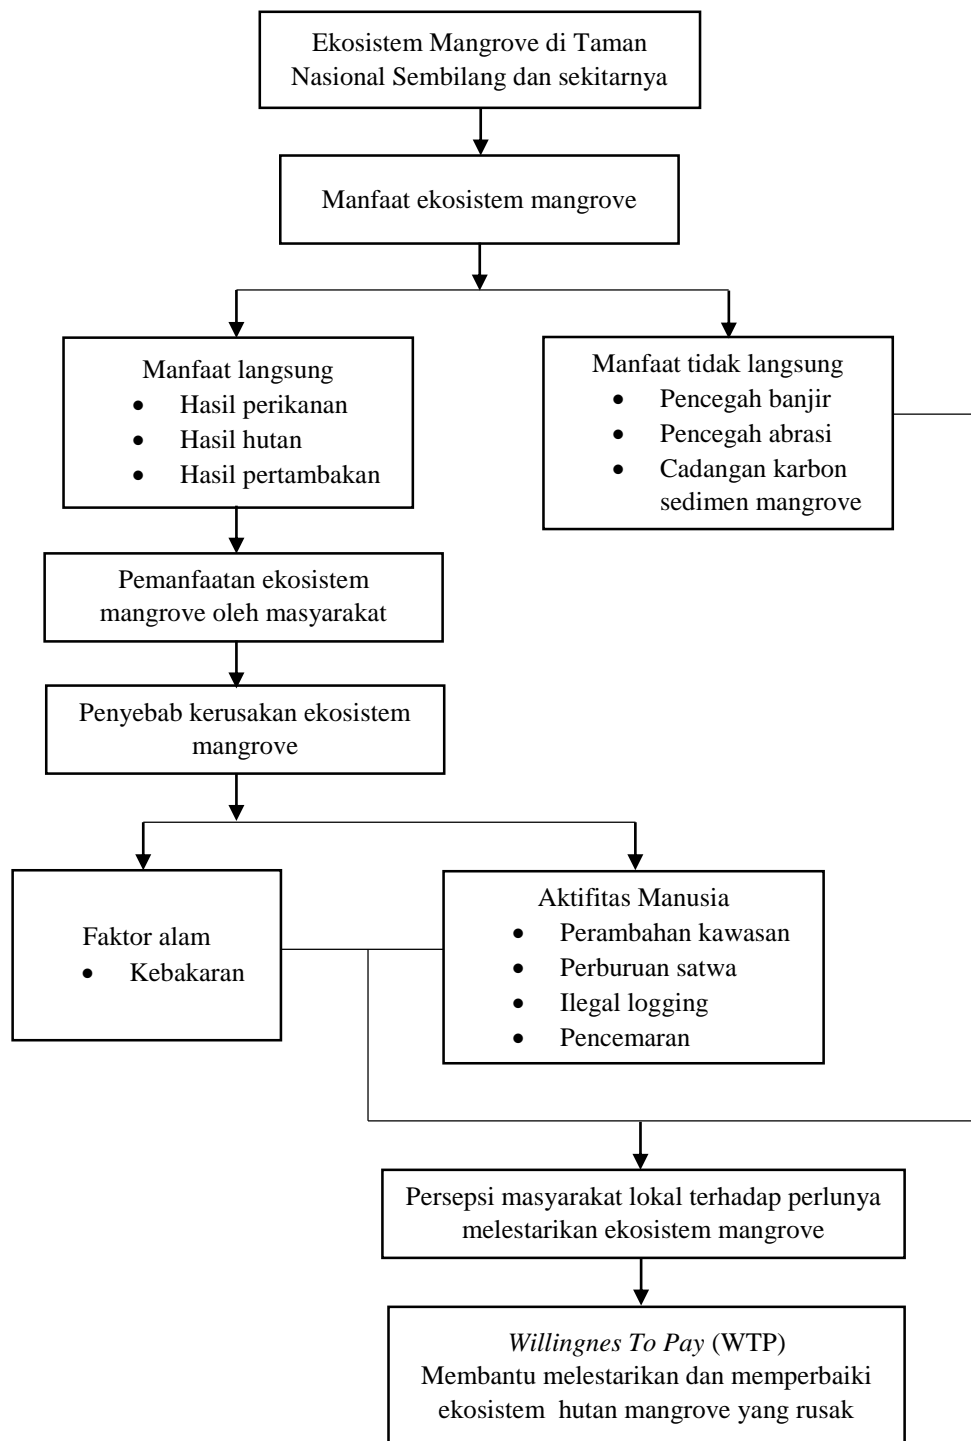 Ekosistem Mangrove di Taman
Nasional Sembilang dan sekitarnya
Manfaat ekosistem mangrove
Manfaat langsung
• Hasil perikanan
• Hasil hutan
• Hasil pertambakan
Manfaat tidak langsung
• Pencegah banjir
• Pencegah abrasi
• Cadangan karbon
sedimen mangrove
Pemanfaatan ekosistem
mangrove oleh masyarakat
Penyebab kerusakan ekosistem
mangrove
Faktor alam
• Kebakaran
Aktifitas Manusia
• Perambahan kawasan
• Perburuan satwa
• Ilegal logging
• Pencemaran
Persepsi masyarakat lokal terhadap perlunya
melestarikan ekosistem mangrove
Willingnes To Pay (WTP)
Membantu melestarikan dan memperbaiki
ekosistem hutan mangrove yang rusak